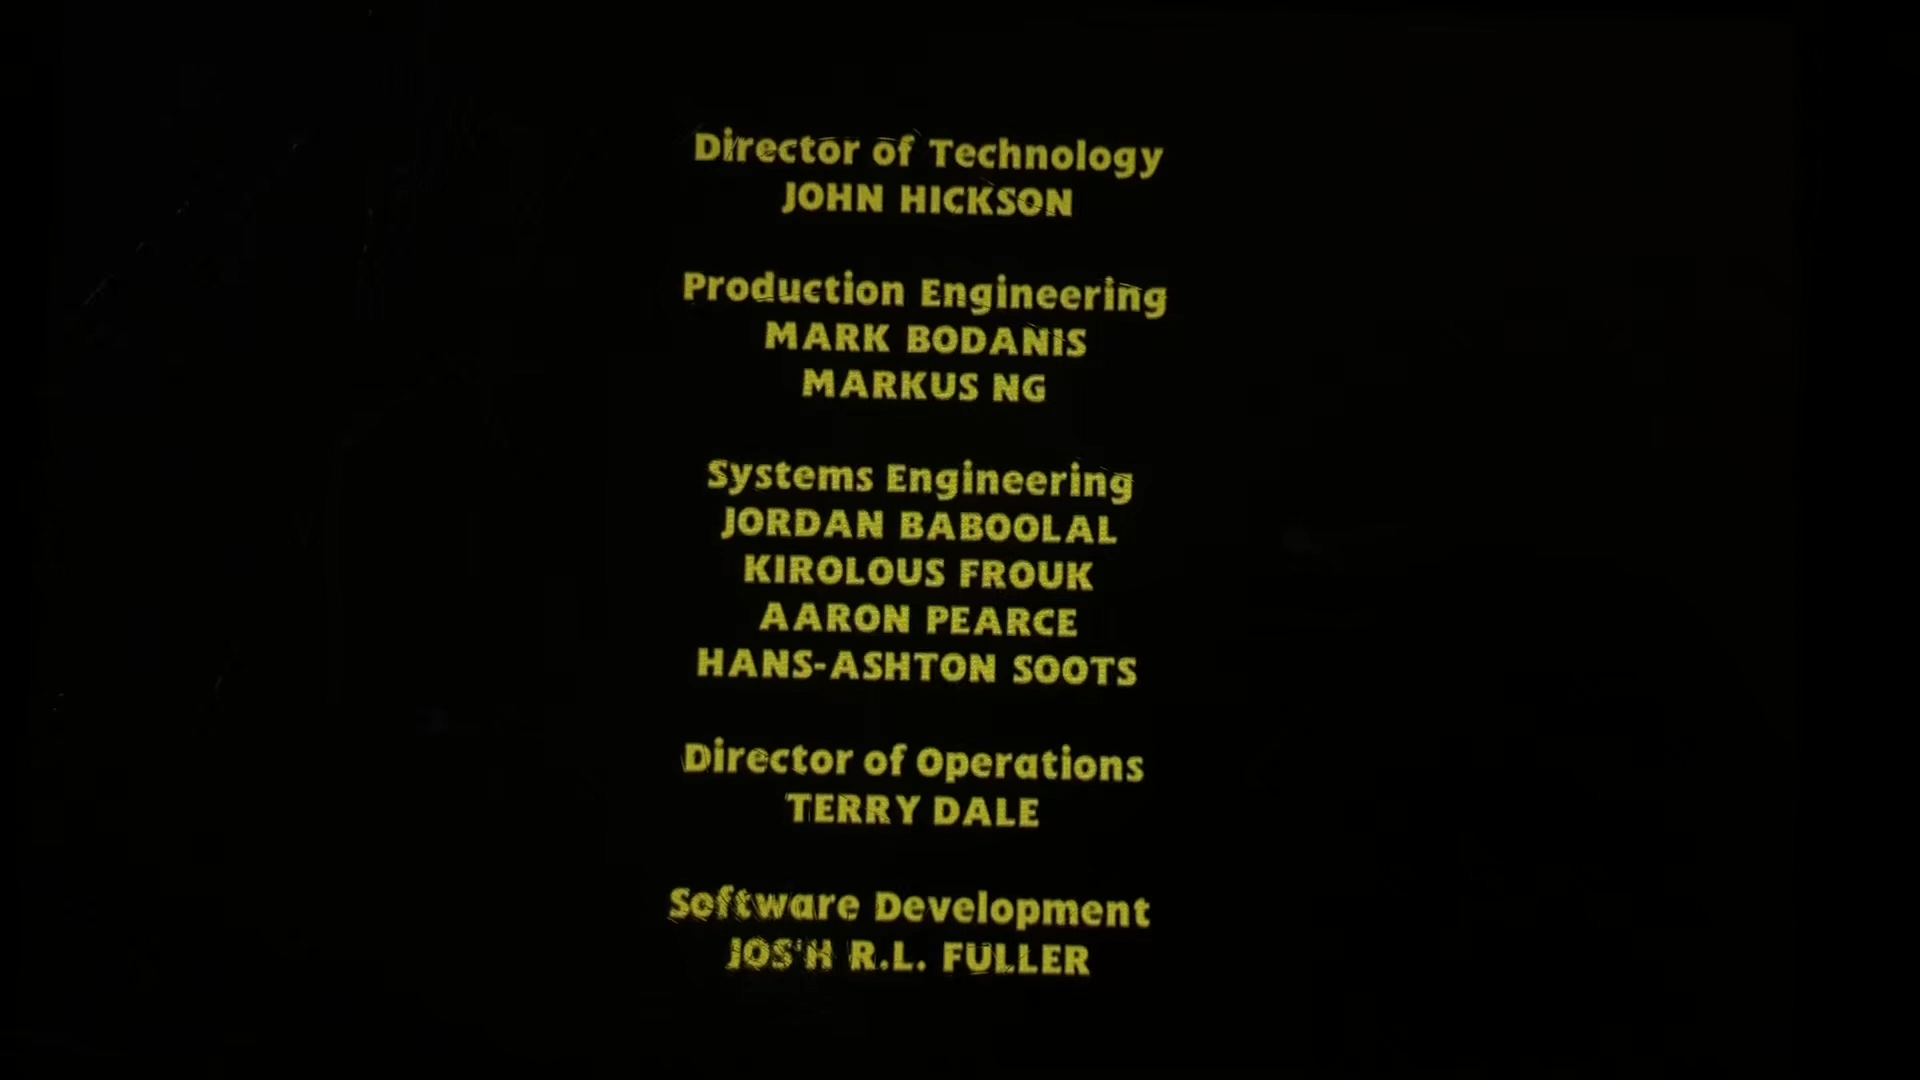 Director of Technology
JOHN HICKSON
Production Engineering
MARK BODANIS
MARKUS NG
Systems Engineering
JORDAN BABOOLAL
KIROLOUS FROUK
AARON PEARCE
HANS-ASHTON SOOTS
Director of Operations
TERRY DALE
Software Development
JOS'H R.L. FULLER